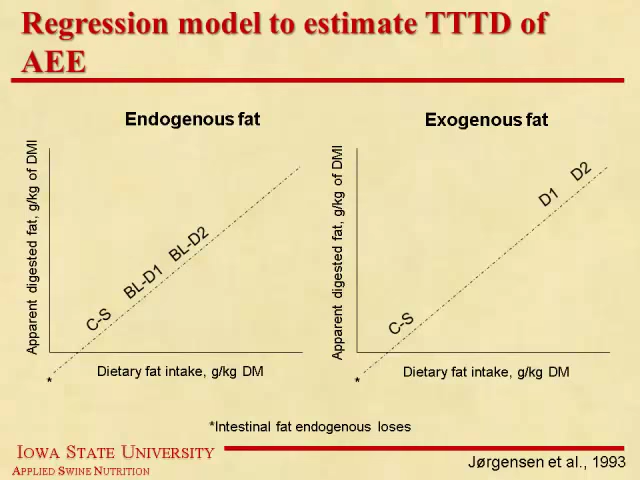 Regression model to estimate TTTD of
AEE
Endogenous fat
Exogenous fat
Apparent digested fat, g/kg of DMI
C-S
BL-D1
BL-D2
*
Dietary fat intake, g/kg DM
Apparent digested fat, g/kg of DMI
C-S
D1
D2
*
Dietary fat intake, g/kg DM
*Intestinal fat endogenous loses
IOWA STATE UNIVERSITY
APPLIED SWINE NUTRITION
Jørgensen et al., 1993